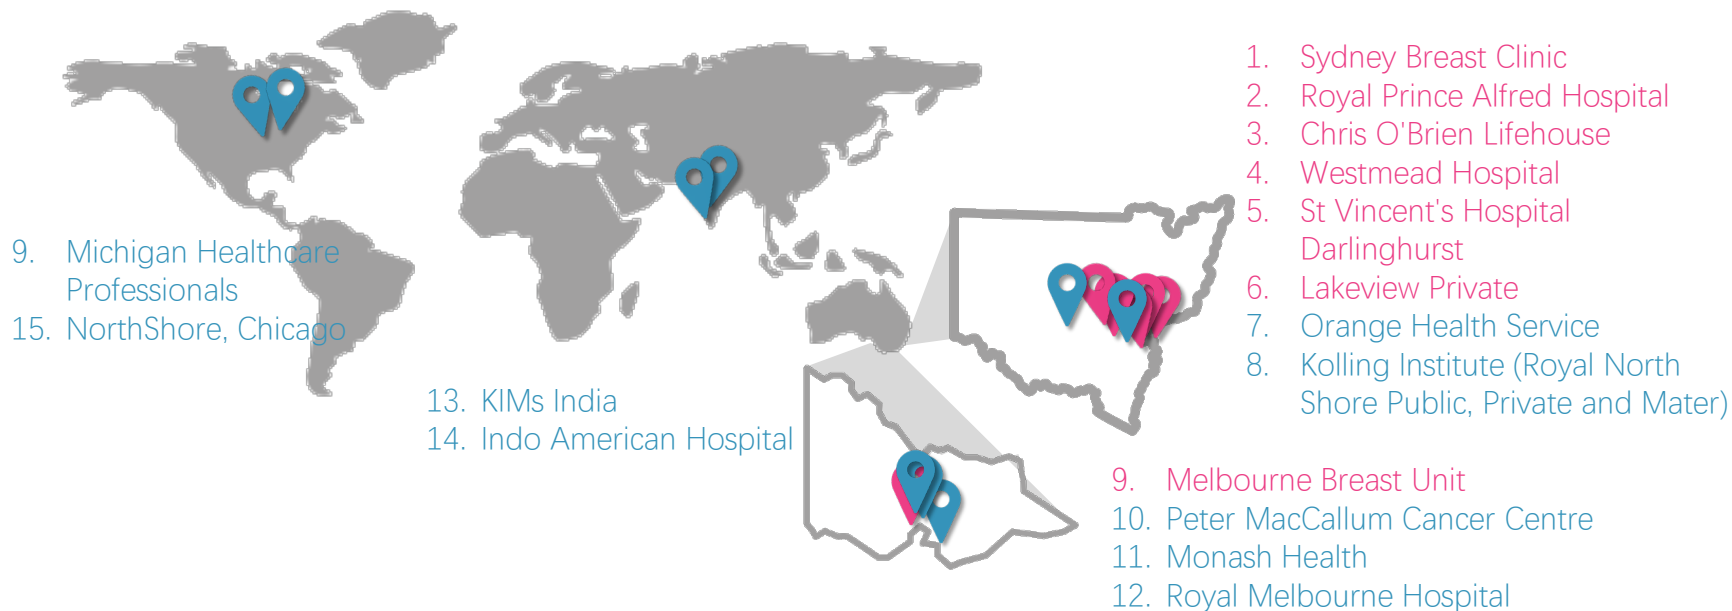 1. Sydney Breast Clinic
2. Royal Prince Alfred Hospital
3. Chris O'Brien Lifehouse
4. Westmead Hospital
5. St Vincent's Hospital
Darlinghurst
6. Lakeview Private
7. Orange Health Service
8. Kolling Institute (Royal North
Shore Public, Private and Mater)
9. Michigan Healthcare
Professionals
15. NorthShore, Chicago
13. KIMs India
14. Indo American Hospital
9. Melbourne Breast Unit
10. Peter MacCallum Cancer Centre
11. Monash Health
12. Royal Melbourne Hospital